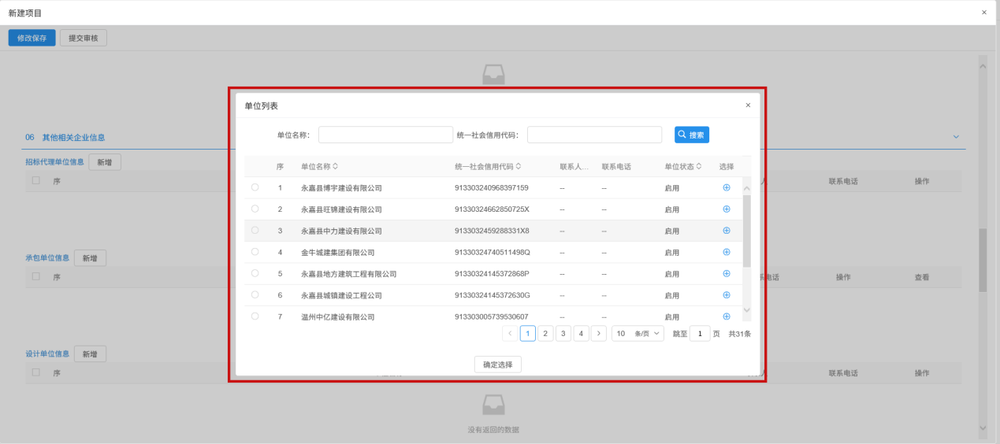 新建项目 ×
修改保存 提交审核
单位列表 ×
单位名称: 统一社会信用代码: 搜索
序 单位名称 统一社会信用代码 联系人... 联系电话 单位状态 选择
1 永嘉县博宇建设有限公司 913303240968397159 -- -- 启用
2 永嘉县旺锦建设有限公司 91330324662850725X -- -- 启用
3 永嘉县中力建设有限公司 9133032459288331X8 -- -- 启用
4 金牛城建集团有限公司 91330324740511498Q -- -- 启用
5 永嘉县地方建筑工程有限公司 91330324145372868P -- -- 启用
6 永嘉县城镇建设工程公司 91330324145372630G -- -- 启用
7 温州中亿建设有限公司 913303005739530607 -- -- 启用
< 1 2 3 4 > 10 条/页 跳至 1 页 共31条
确定选择
06 其他相关企业信息
招标代理单位信息 新增
序 联系电话 操作
承包单位信息 新增
序 系电话 操作 查看
设计单位信息 新增
序 联系电话 操作
没有返回的数据